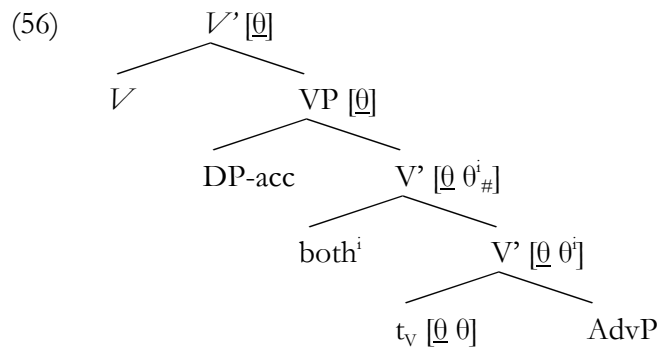 (56) V' [θ]
V VP [θ]
DP-acc V' [θ θⁱ#]
bothⁱ V' [θ θⁱ]
tV [θ θ] AdvP